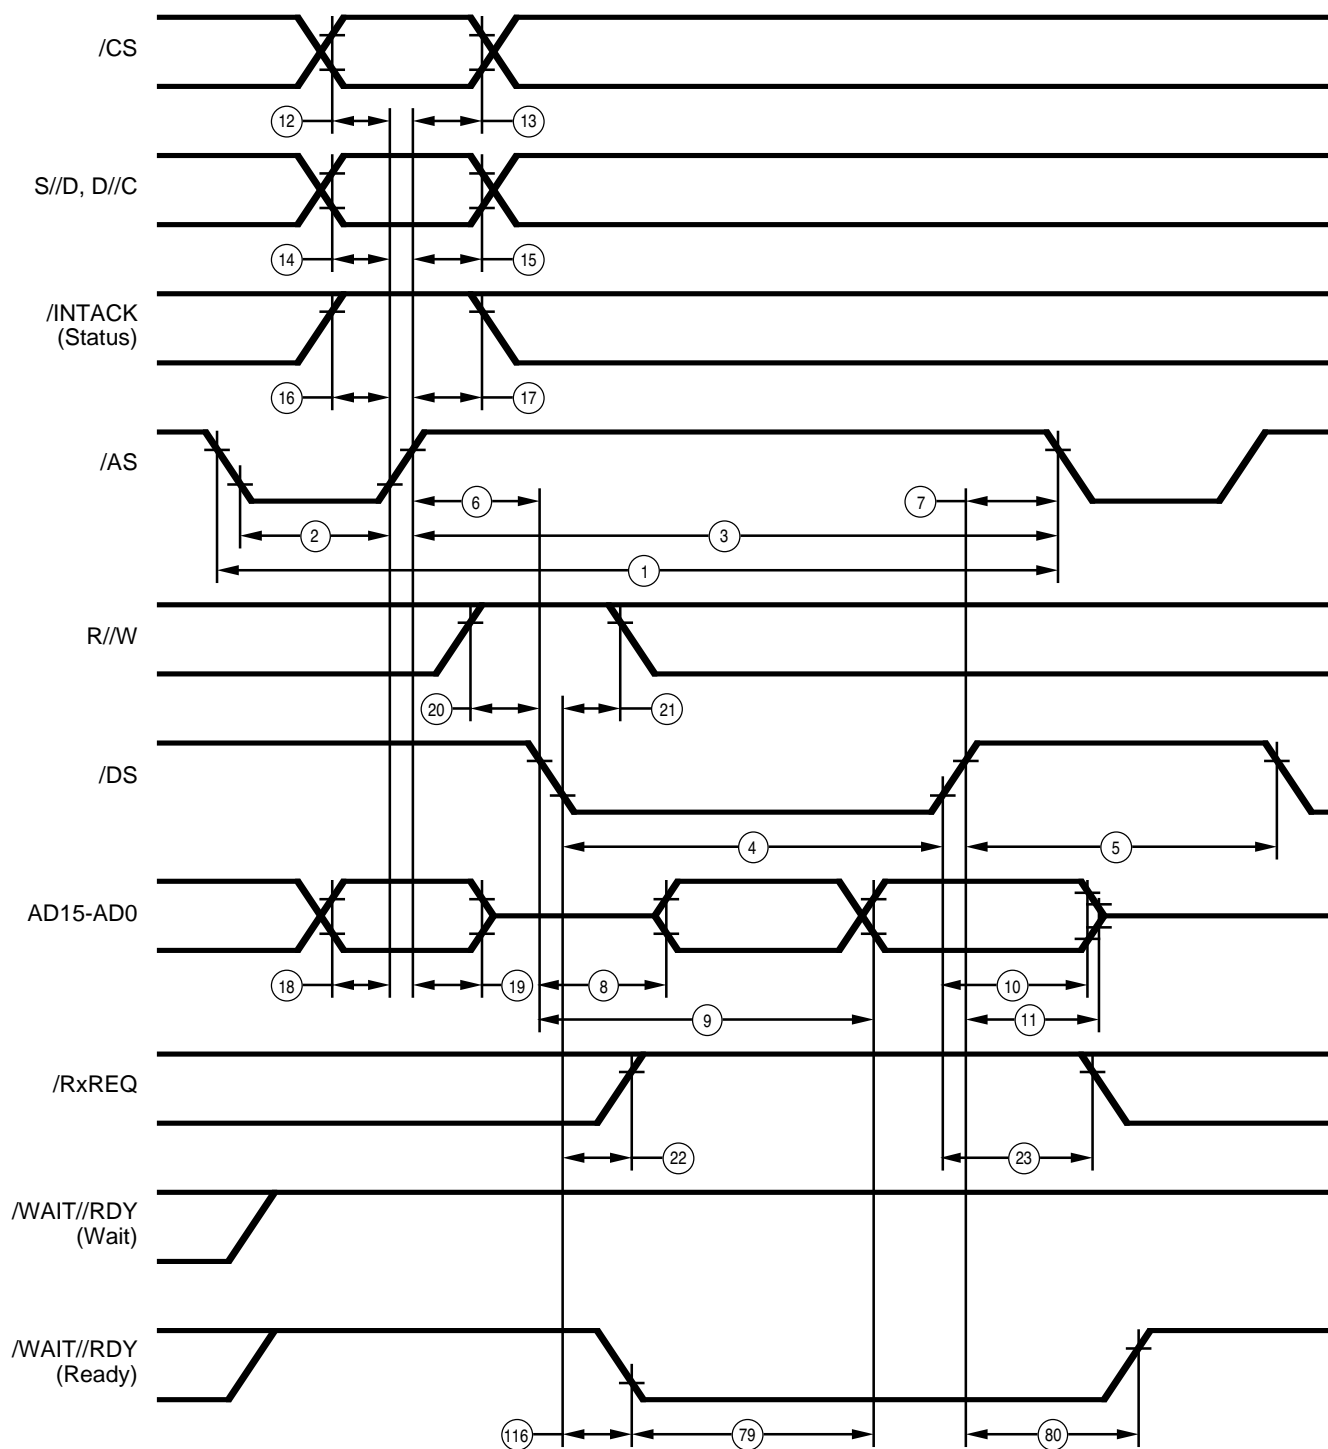 /CS
12
13
S//D, D//C
14
15
/INTACK
(Status)
16
17
/AS
6
7
2
3
1
R//W
20
21
/DS
4
5
AD15-AD0
18
19
8
10
9
11
/RxREQ
22
23
/WAIT//RDY
(Wait)
/WAIT//RDY
(Ready)
116
79
80